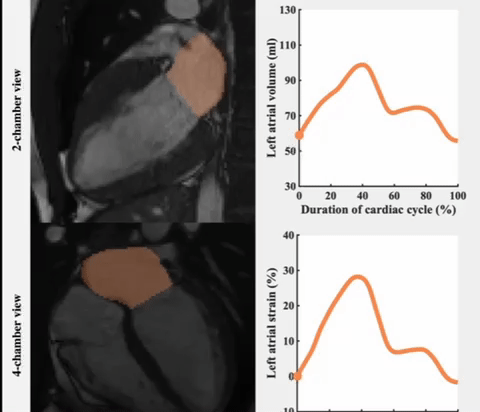 2-chamber view
130
110
90
70
50
30
Left atrial volume (ml)
0 20 40 60 80 100
Duration of cardiac cycle (%)
4-chamber view
40
30
20
10
0
10
Left atrial strain (%)